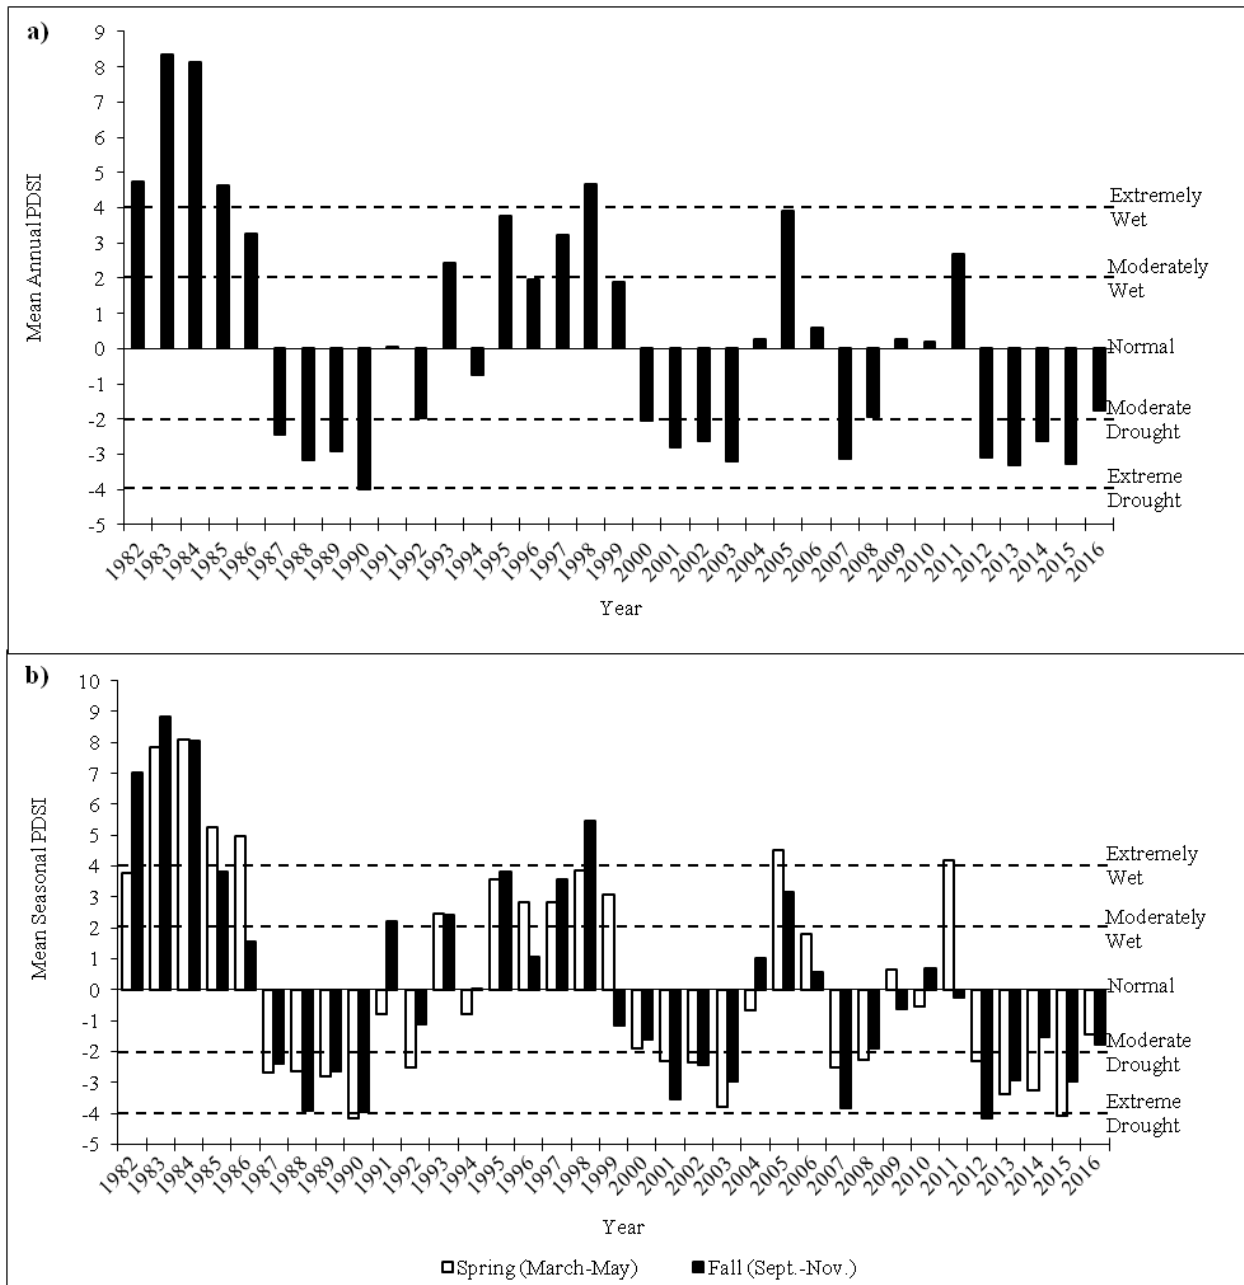 a)
9
8
7
6
5
4
3
2
1
0
-1
-2
-3
-4
-5
Mean Annual PDSI
Extremely
Wet
Moderately
Wet
Normal
Moderate
Drought
Extreme
Drought
1982 1983 1984 1985 1986 1987 1988 1989 1990 1991 1992 1993 1994 1995 1996 1997 1998 1999 2000 2001 2002 2003 2004 2005 2006 2007 2008 2009 2010 2011 2012 2013 2014 2015 2016
Year
b)
10
9
8
7
6
5
4
3
2
1
0
-1
-2
-3
-4
-5
Mean Seasonal PDSI
Extremely
Wet
Moderately
Wet
Normal
Moderate
Drought
Extreme
Drought
1982 1983 1984 1985 1986 1987 1988 1989 1990 1991 1992 1993 1994 1995 1996 1997 1998 1999 2000 2001 2002 2003 2004 2005 2006 2007 2008 2009 2010 2011 2012 2013 2014 2015 2016
Year
Spring (March-May) Fall (Sept.-Nov.)